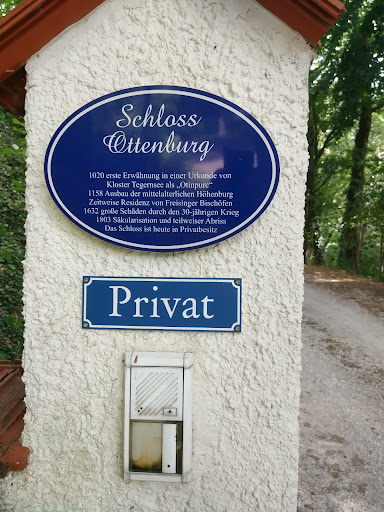 Schloss
Ottenburg
1020 erste Erwähnung in einer Urkunde von
Kloster Tegernsee als „Otinpurc"
1158 Ausbau der mittelalterlichen Höhenburg
Zeitweise Residenz von Freisinger Bischöfen
1632 große Schäden durch den 30-jährigen Krieg
1803 Säkularisation und teilweiser Abriss
Das Schloss ist heute in Privatbesitz
Privat